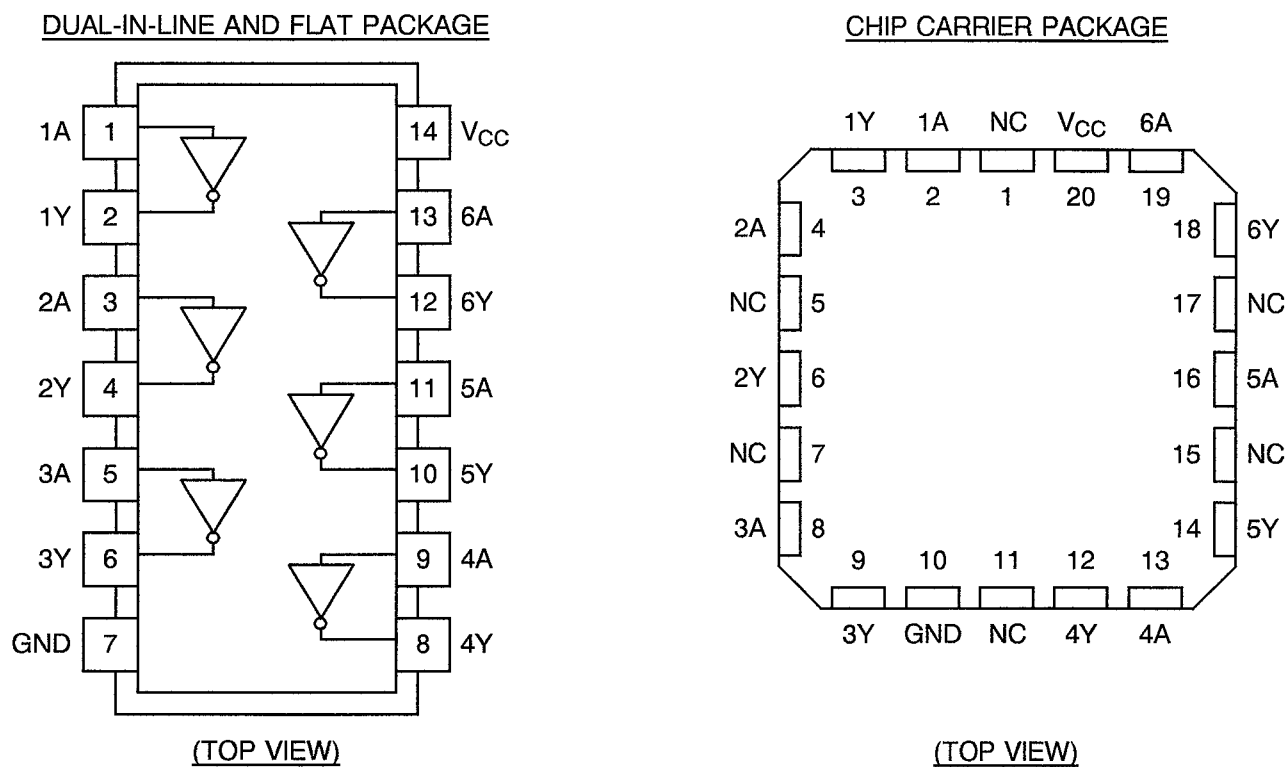 DUAL-IN-LINE AND FLAT PACKAGE
1A 1 14 VCC
1Y 2 13 6A
2A 3 12 6Y
2Y 4 11 5A
3A 5 10 5Y
3Y 6 9 4A
GND 7 8 4Y
(TOP VIEW)
CHIP CARRIER PACKAGE
1Y 1A NC VCC 6A
3 2 1 20 19
2A 4 18 6Y
NC 5 17 NC
2Y 6 16 5A
NC 7 15 NC
3A 8 14 5Y
9 10 11 12 13
3Y GND NC 4Y 4A
(TOP VIEW)